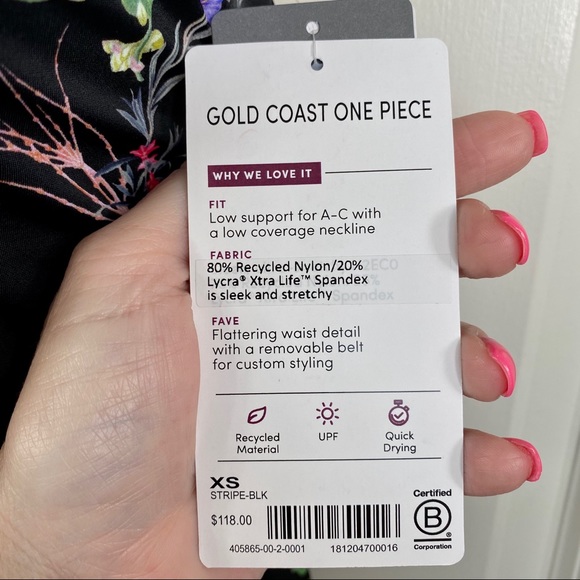 GOLD COAST ONE PIECE
WHY WE LOVE IT
FIT
Low support for A-C with
a low coverage neckline
FABRIC
80% Recycled Nylon/20%
Lycra® Xtra Life™ Spandex
is sleek and stretchy
FAVE
Flattering waist detail
with a removable belt
for custom styling
Recycled
Material
UPF
Quick
Drying
XS
STRIPE-BLK
$118.00
405865-00-2-0001 181204700016
Certified
B
Corporation